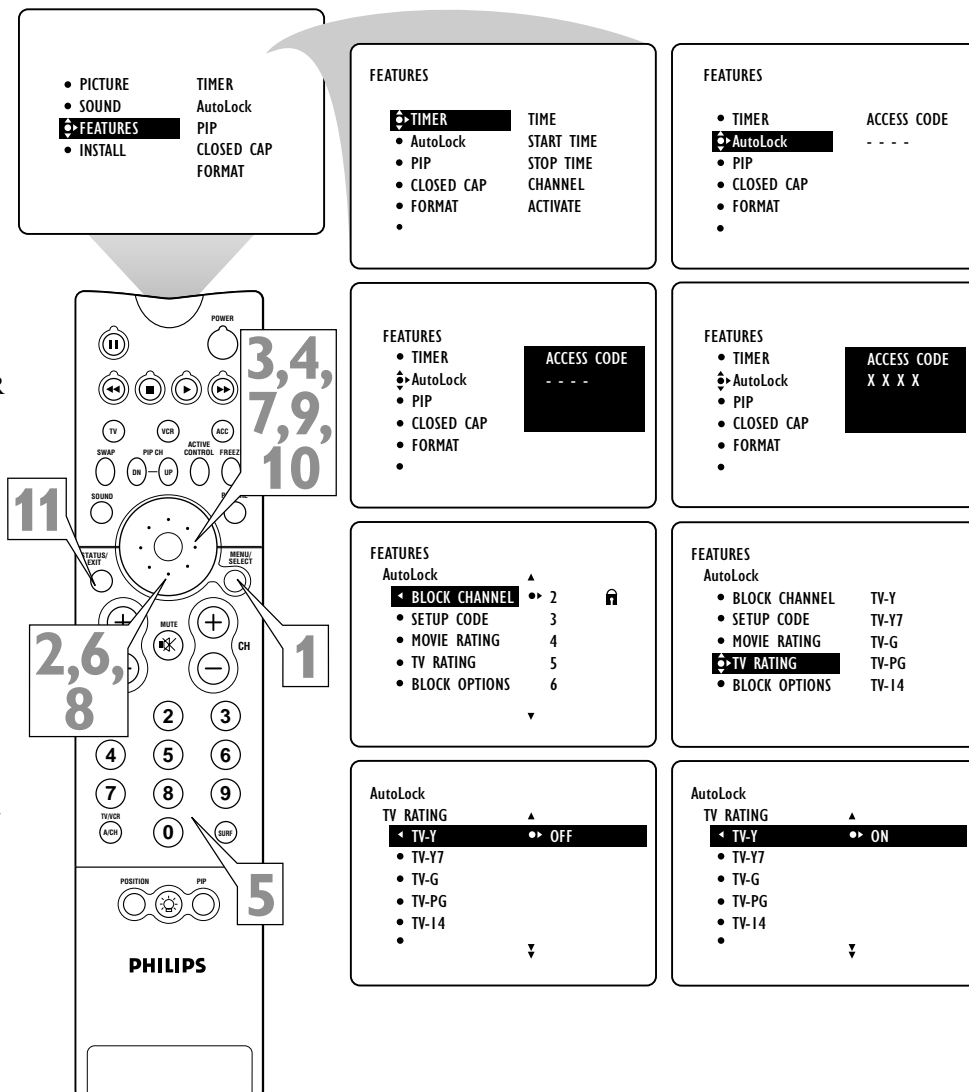 PICTURE TIMER
SOUND AutoLock
FEATURES PIP
INSTALL CLOSED CAP
FORMAT
FEATURES
TIMER TIME
AutoLock START TIME
PIP STOP TIME
CLOSED CAP CHANNEL
FORMAT ACTIVATE
FEATURES
TIMER ACCESS CODE
AutoLock - - - -
PIP
CLOSED CAP
FORMAT
FEATURES
TIMER ACCESS CODE
AutoLock - - - -
PIP
CLOSED CAP
FORMAT
FEATURES
TIMER ACCESS CODE
AutoLock X X X X
PIP
CLOSED CAP
FORMAT
FEATURES
AutoLock
BLOCK CHANNEL 2
SETUP CODE 3
MOVIE RATING 4
TV RATING 5
BLOCK OPTIONS 6
FEATURES
AutoLock
BLOCK CHANNEL TV-Y
SETUP CODE TV-Y7
MOVIE RATING TV-G
TV RATING TV-PG
BLOCK OPTIONS TV-14
AutoLock
TV RATING
TV-Y OFF
TV-Y7
TV-G
TV-PG
TV-14
AutoLock
TV RATING
TV-Y ON
TV-Y7
TV-G
TV-PG
TV-14
R
POWER
3,4,
7,9,
10
TV VCR ACC
SWAP PIP CH ACTIVE CONTROL FREEZ
DN UP
11
SOUND
STATUS/
EXIT
MENU/
SELECT
1
MUTE
CH
2,6,
8
2 3
4 5 6
7 8 9
TV/VCR
A/CH 0 SURF
5
POSITION PIP
PHILIPS